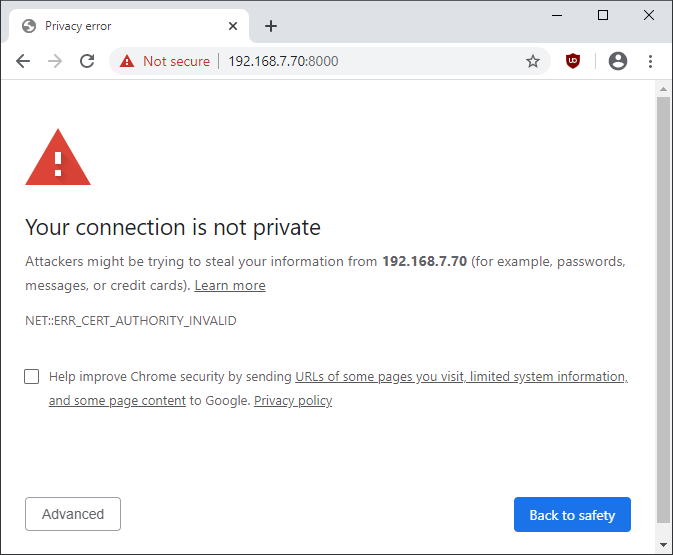 Privacy error
Not secure | 192.168.7.70:8000
Your connection is not private
Attackers might be trying to steal your information from 192.168.7.70 (for example, passwords,
messages, or credit cards). Learn more
NET::ERR_CERT_AUTHORITY_INVALID
Help improve Chrome security by sending URLs of some pages you visit, limited system information,
and some page content to Google. Privacy policy
Advanced
Back to safety